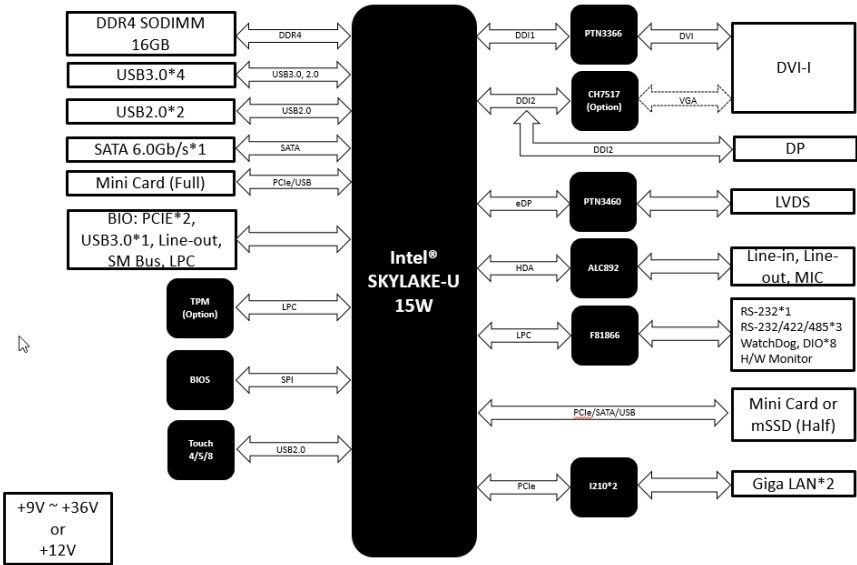 DDR4 SODIMM
16GB
DDR4
USB3.0*4
USB3.0, 2.0
USB2.0*2
USB2.0
SATA 6.0Gb/s*1
SATA
Mini Card (Full)
PCIe/USB
BIO: PCIE*2,
USB3.0*1, Line-out,
SM Bus, LPC
TPM
(Option)
LPC
BIOS
SPI
Touch
4/5/8
USB2.0
+9V ~ +36V
or
+12V
Intel®
SKYLAKE-U
15W
DDI1
PTN3366
DVI
DVI-I
DDI2
CH7517
(Option)
VGA
DDI2
DP
eDP
PTN3460
LVDS
HDA
ALC892
Line-in, Line-
out, MIC
LPC
F81866
RS-232*1
RS-232/422/485*3
WatchDog, DIO*8
H/W Monitor
PCIe/SATA/USB
Mini Card or
mSSD (Half)
PCIe
I210*2
Giga LAN*2